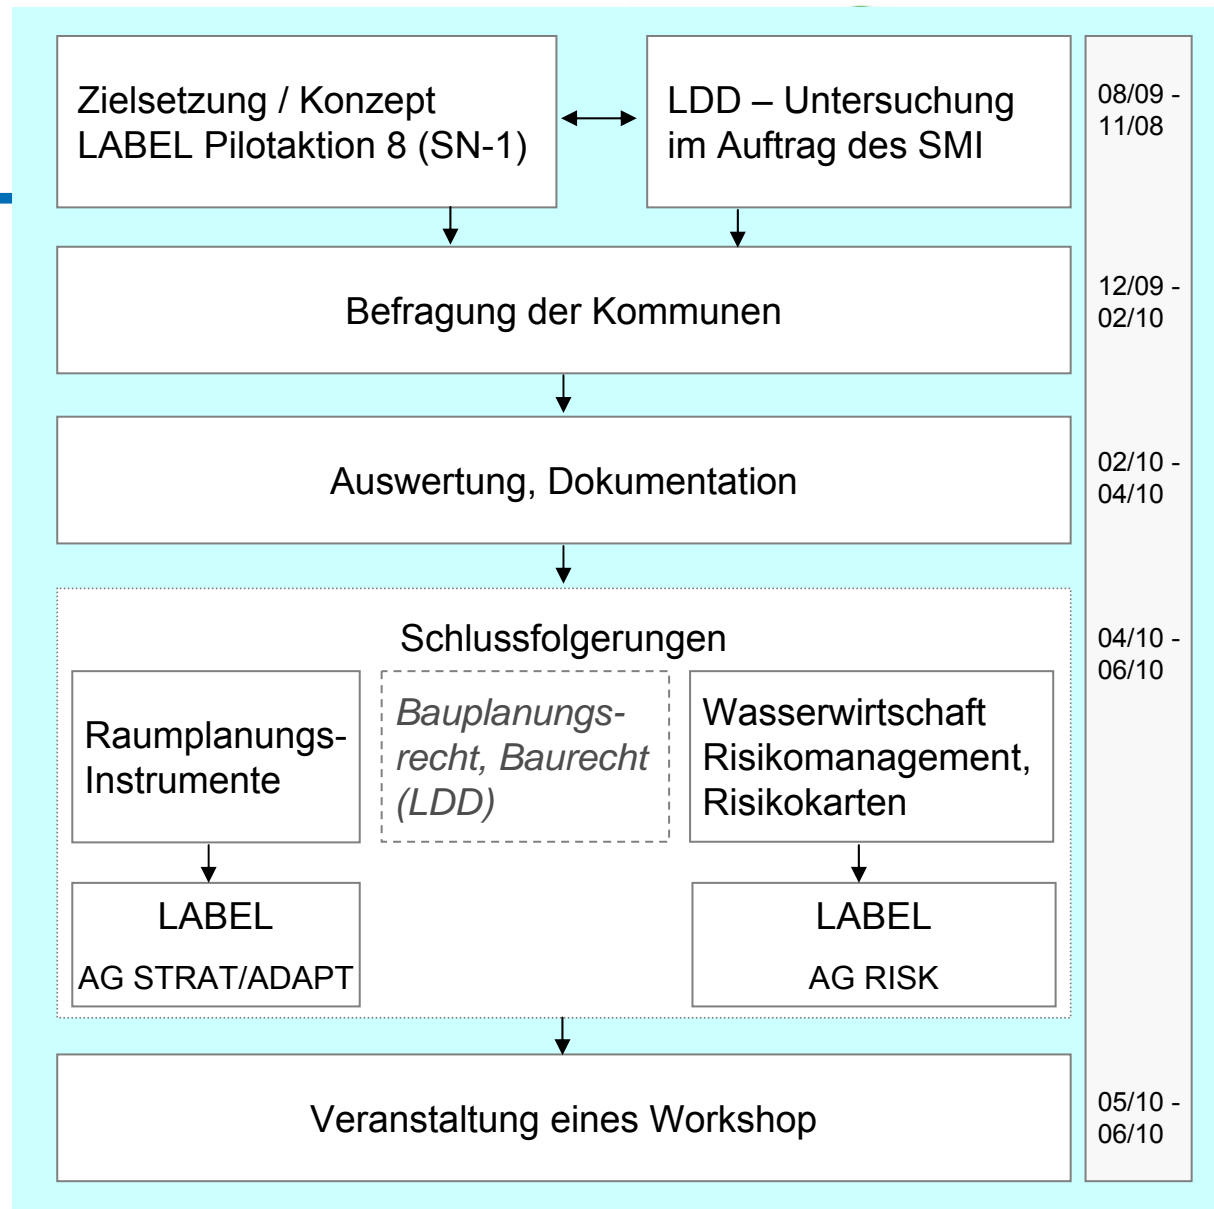 Zielsetzung / Konzept
LABEL Pilotaktion 8 (SN-1)
LDD – Untersuchung
im Auftrag des SMI
08/09 -
11/08
Befragung der Kommunen
12/09 -
02/10
Auswertung, Dokumentation
02/10 -
04/10
Schlussfolgerungen
04/10 -
06/10
Raumplanungs-
Instrumente
Bauplanungs-
recht, Baurecht
(LDD)
Wasserwirtschaft
Risikomanagement,
Risikokarten
LABEL
AG STRAT/ADAPT
LABEL
AG RISK
Veranstaltung eines Workshop
05/10 -
06/10